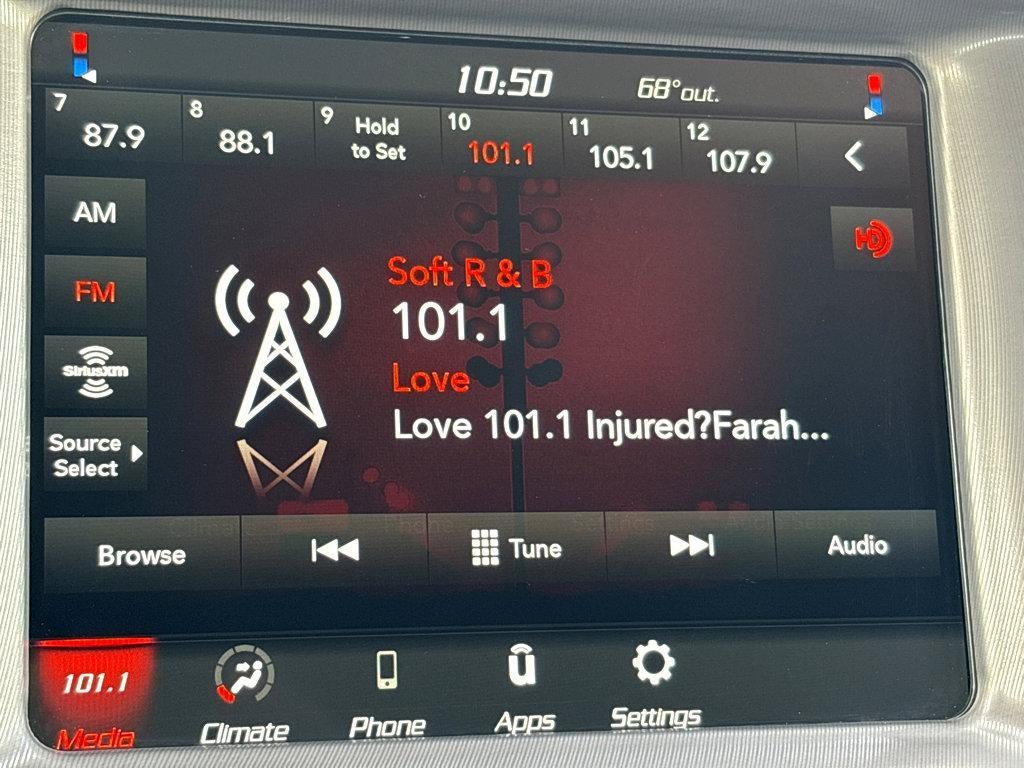 10:50 68°out.
7 87.9 8 88.1 9 Hold to Set 10 101.1 11 105.1 12 107.9
AM
HD
Soft R & B
FM
101.1
SiriusXM
Love
Love 101.1 Injured?Farah...
Source
Select
Browse Tune Audio
101.1
Media Climate Phone Apps Settings